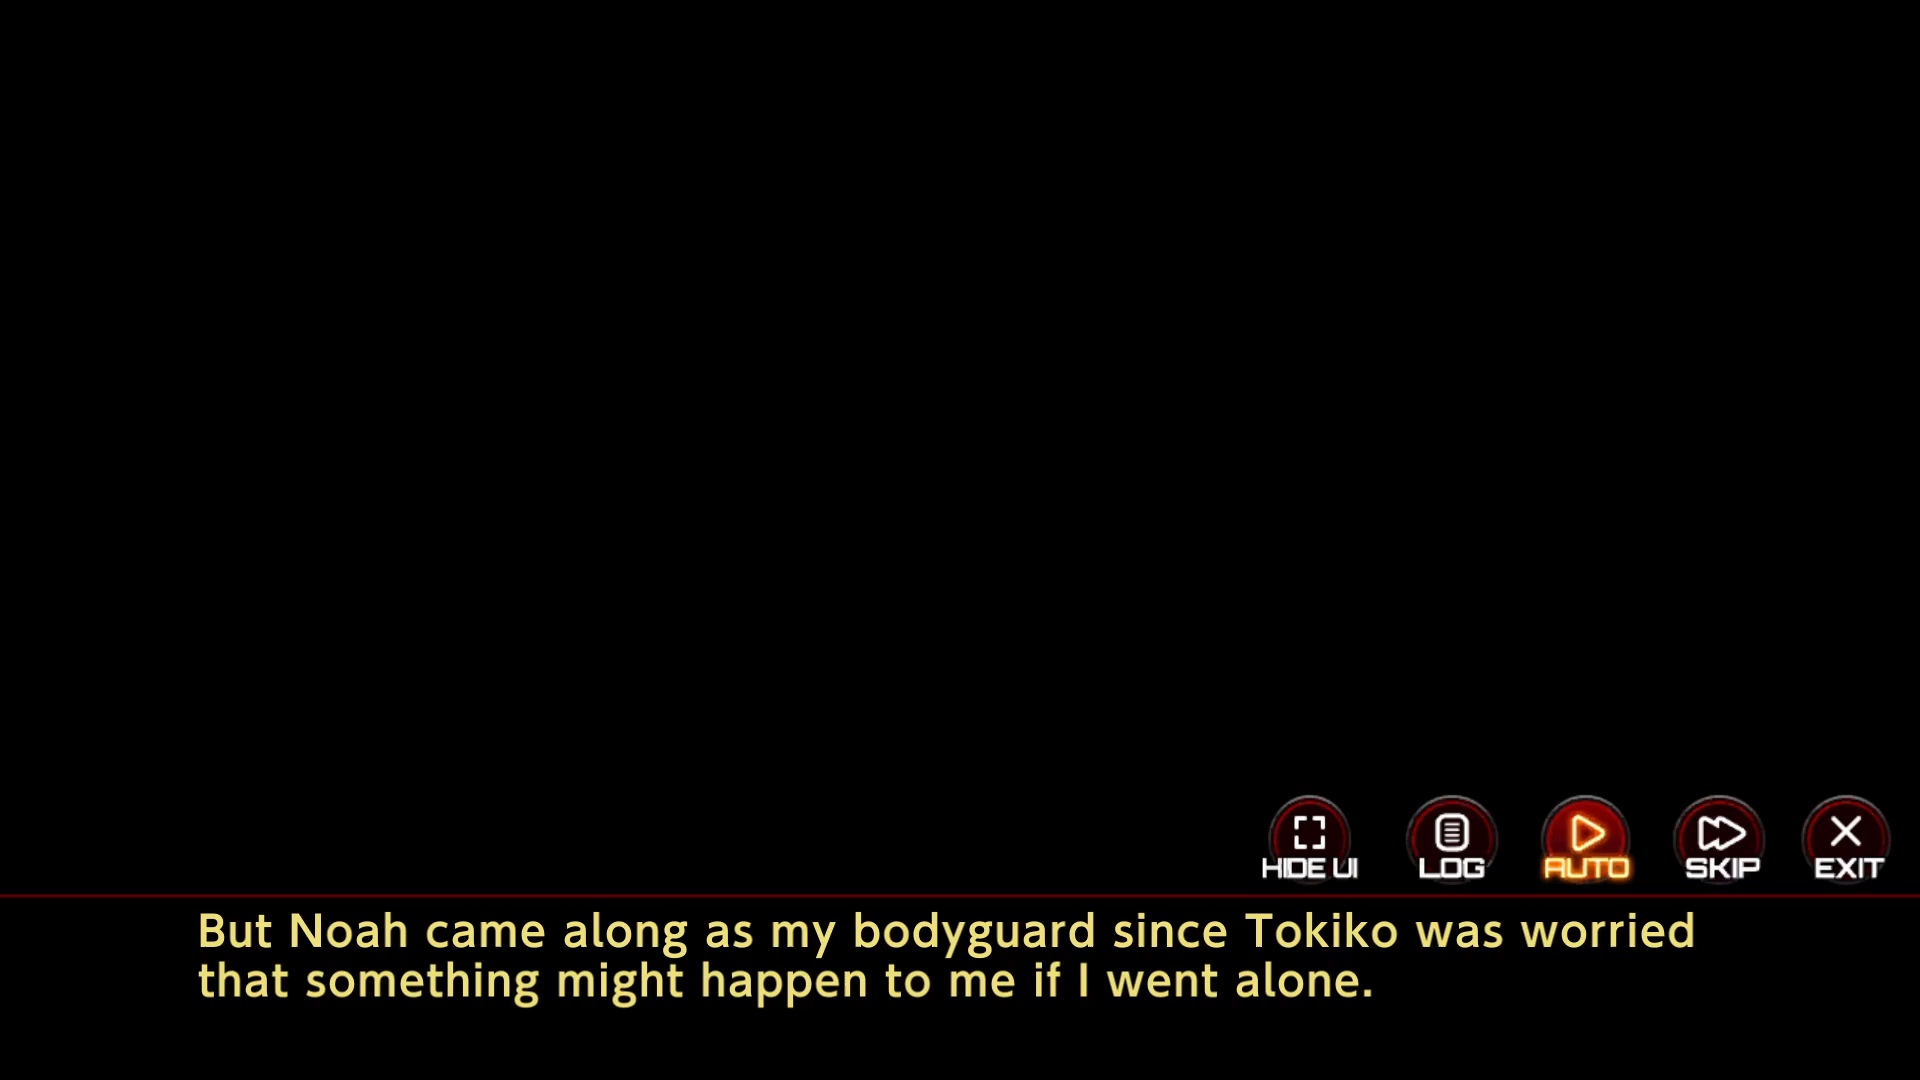 HIDE UI LOG AUTO SKIP EXIT
But Noah came along as my bodyguard since Tokiko was worried
that something might happen to me if I went alone.